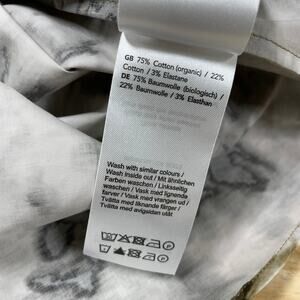 GB 75% Cotton (organic) / 22%
Cotton / 3% Elastane
DE 75% Baumwolle (biologisch) /
22% Baumwolle / 3% Elasthan
Wash with similar colours /
Wash inside out / Mit ähnlichen
Farben waschen / Linksseitig
waschen / Vask med lignende
farver / Vask med vrangen ud /
Tvätta med liknande färger /
Tvätta med avigsidan utåt